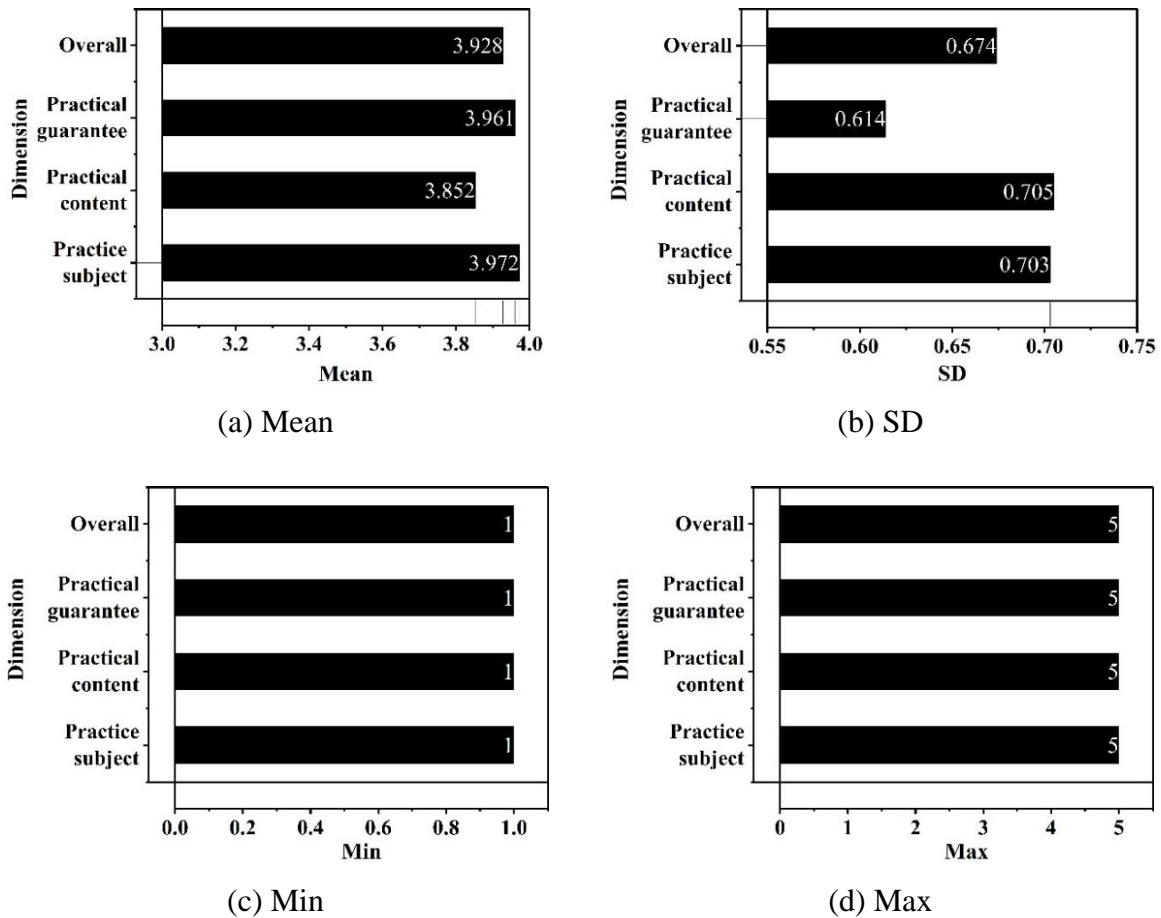 Dimension
Overall
3.928
Practical
guarantee
3.961
Practical
content
3.852
Practice
subject
3.972
3.0 3.2 3.4 3.6 3.8 4.0
Mean
(a) Mean
Dimension
Overall
0.674
Practical
guarantee
0.614
Practical
content
0.705
Practice
subject
0.703
0.55 0.60 0.65 0.70 0.75
SD
(b) SD
Dimension
Overall
1
Practical
guarantee
1
Practical
content
1
Practice
subject
1
0.0 0.2 0.4 0.6 0.8 1.0
Min
(c) Min
Dimension
Overall
5
Practical
guarantee
5
Practical
content
5
Practice
subject
5
0 1 2 3 4 5
Max
(d) Max